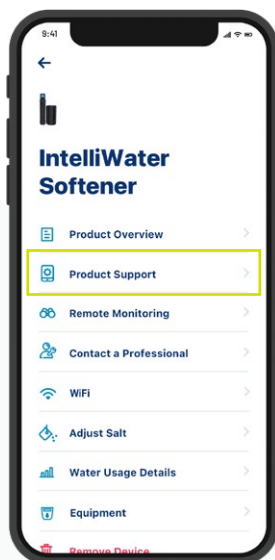 9:41
IntelliWater
Softener
Product Overview
Product Support
Remote Monitoring
Contact a Professional
WiFi
Adjust Salt
Water Usage Details
Equipment
Remove Device